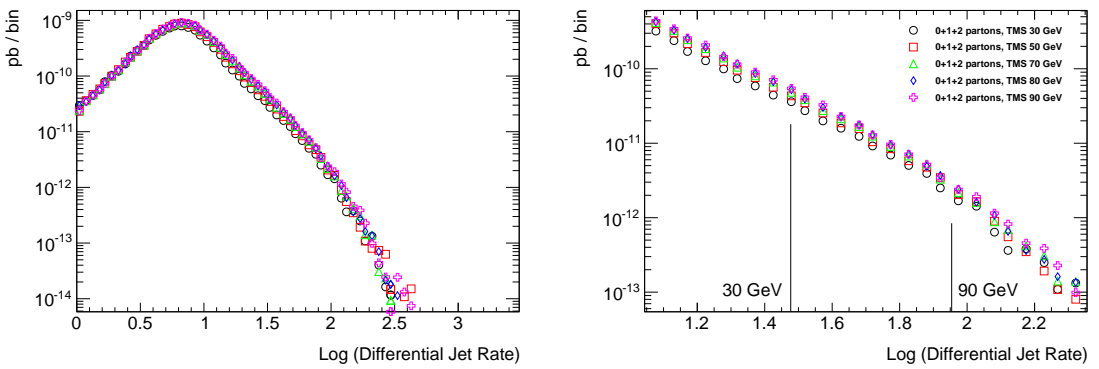 pb / bin
10⁻⁹
10⁻¹⁰
10⁻¹¹
10⁻¹²
10⁻¹³
10⁻¹⁴
0 0.5 1 1.5 2 2.5 3
Log (Differential Jet Rate)
pb / bin
10⁻¹⁰
10⁻¹¹
10⁻¹²
10⁻¹³
0+1+2 partons, TMS 30 GeV
0+1+2 partons, TMS 50 GeV
0+1+2 partons, TMS 70 GeV
0+1+2 partons, TMS 80 GeV
0+1+2 partons, TMS 90 GeV
30 GeV
90 GeV
1.2 1.4 1.6 1.8 2 2.2
Log (Differential Jet Rate)